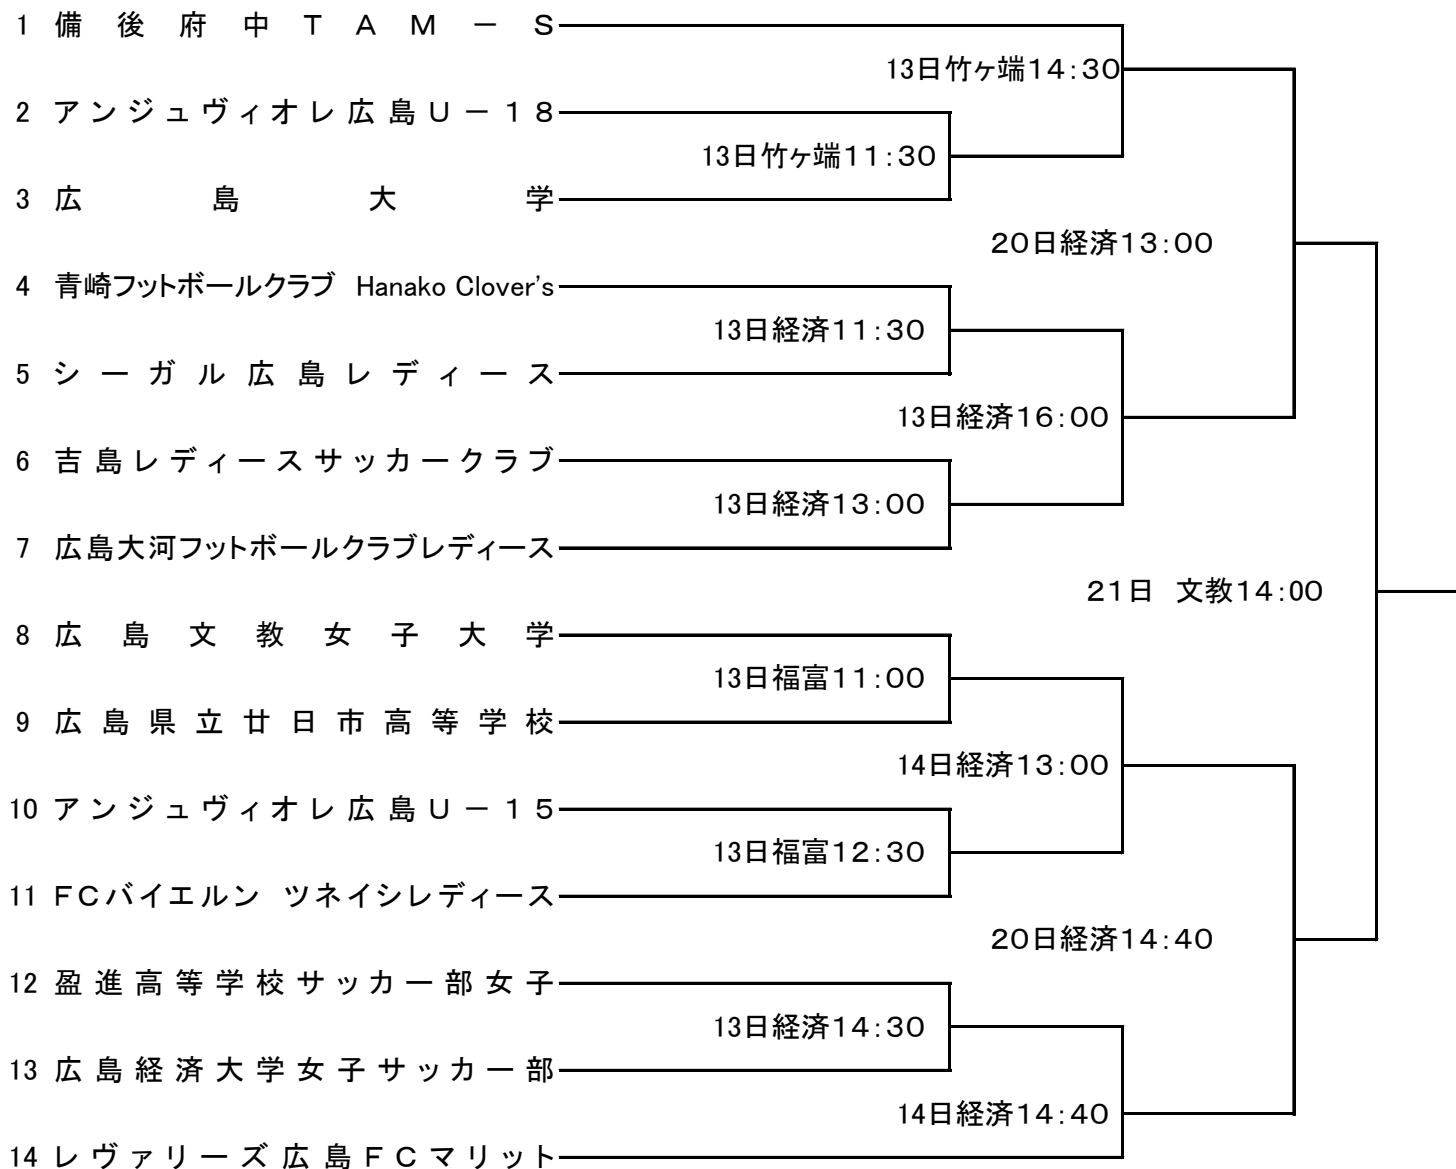 1 備後府中TAM－S
13日竹ヶ端14：30
2 アンジュヴィオレ広島U－18
13日竹ヶ端11：30
3 広島大学
20日経済13：00
4 青崎フットボールクラブ　Hanako Clover's
13日経済11：30
5 シーガル広島レディース
13日経済16：00
6 吉島レディースサッカークラブ
13日経済13：00
7 広島大河フットボールクラブレディース
21日　文教14：00
8 広島文教女子大学
13日福富11：00
9 広島県立廿日市高等学校
14日経済13：00
10 アンジュヴィオレ広島U－15
13日福富12：30
11 FCバイエルン　ツネイシレディース
20日経済14：40
12 盈進高等学校サッカー部女子
13日経済14：30
13 広島経済大学女子サッカー部
14日経済14：40
14 レヴァリーズ広島FCマリット